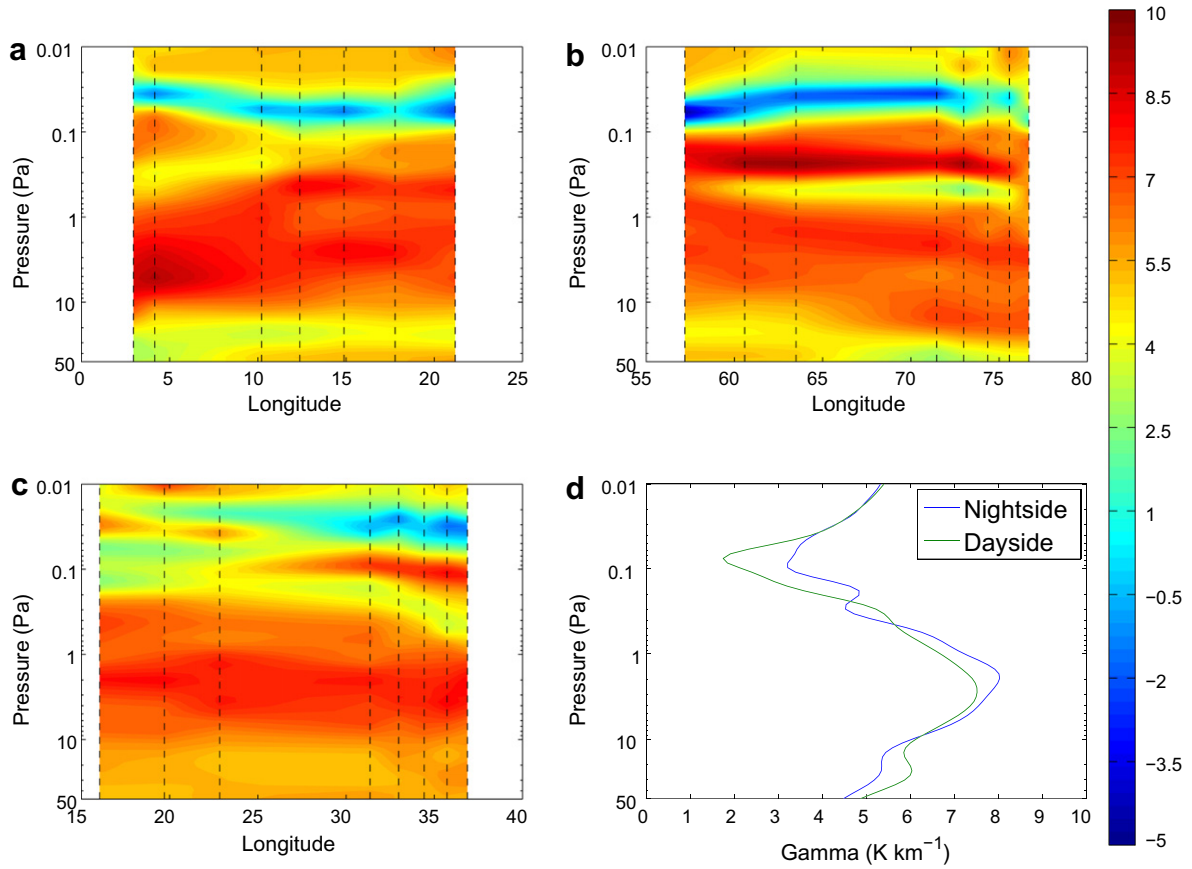 a
0.01
0.1
1
10
50
Pressure (Pa)
0 5 10 15 20 25
Longitude
b
0.01
0.1
1
10
50
Pressure (Pa)
55 60 65 70 75 80
Longitude
c
0.01
0.1
1
10
50
Pressure (Pa)
20 25 30 35 40
Longitude
d
0.01
0.1
1
10
50
Pressure (Pa)
Nightside
Dayside
0 1 2 3 4 5 6 7 8 9 10
Gamma (K km⁻¹)
10
8.5
7
5.5
4
2.5
1
−0.5
−2
−3.5
−5